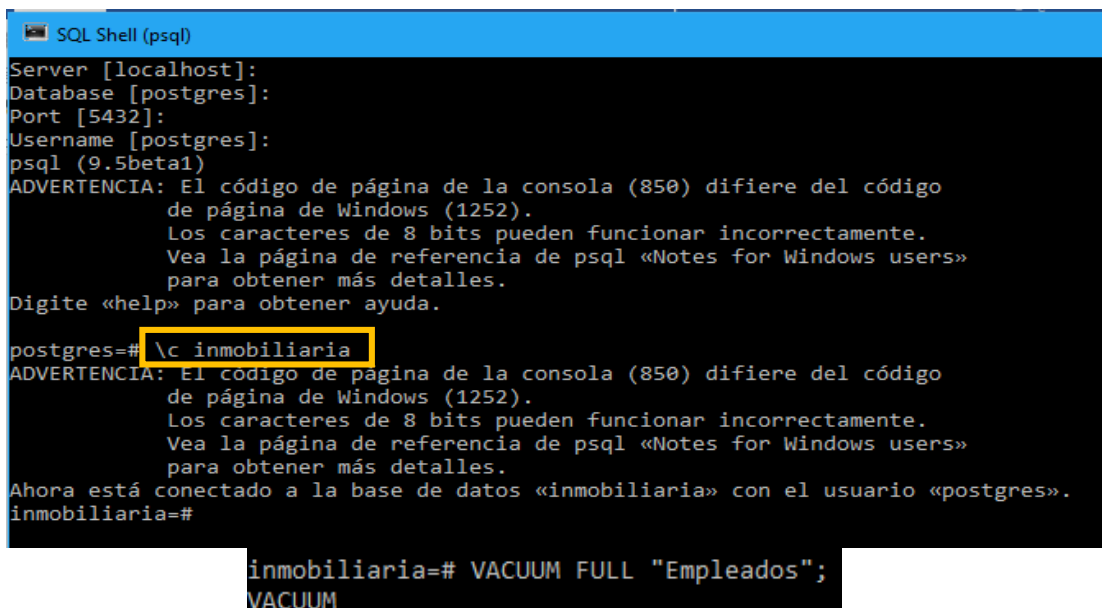 SQL Shell (psql)
Server [localhost]:
Database [postgres]:
Port [5432]:
Username [postgres]:
psql (9.5beta1)
ADVERTENCIA: El código de página de la consola (850) difiere del código
de página de Windows (1252).
Los caracteres de 8 bits pueden funcionar incorrectamente.
Vea la página de referencia de psql «Notes for Windows users»
para obtener más detalles.
Digite «help» para obtener ayuda.
postgres=# \c inmobiliaria
ADVERTENCIA: El código de página de la consola (850) difiere del código
de página de Windows (1252).
Los caracteres de 8 bits pueden funcionar incorrectamente.
Vea la página de referencia de psql «Notes for Windows users»
para obtener más detalles.
Ahora está conectado a la base de datos «inmobiliaria» con el usuario «postgres».
inmobiliaria=#
inmobiliaria=# VACUUM FULL "Empleados";
VACUUM